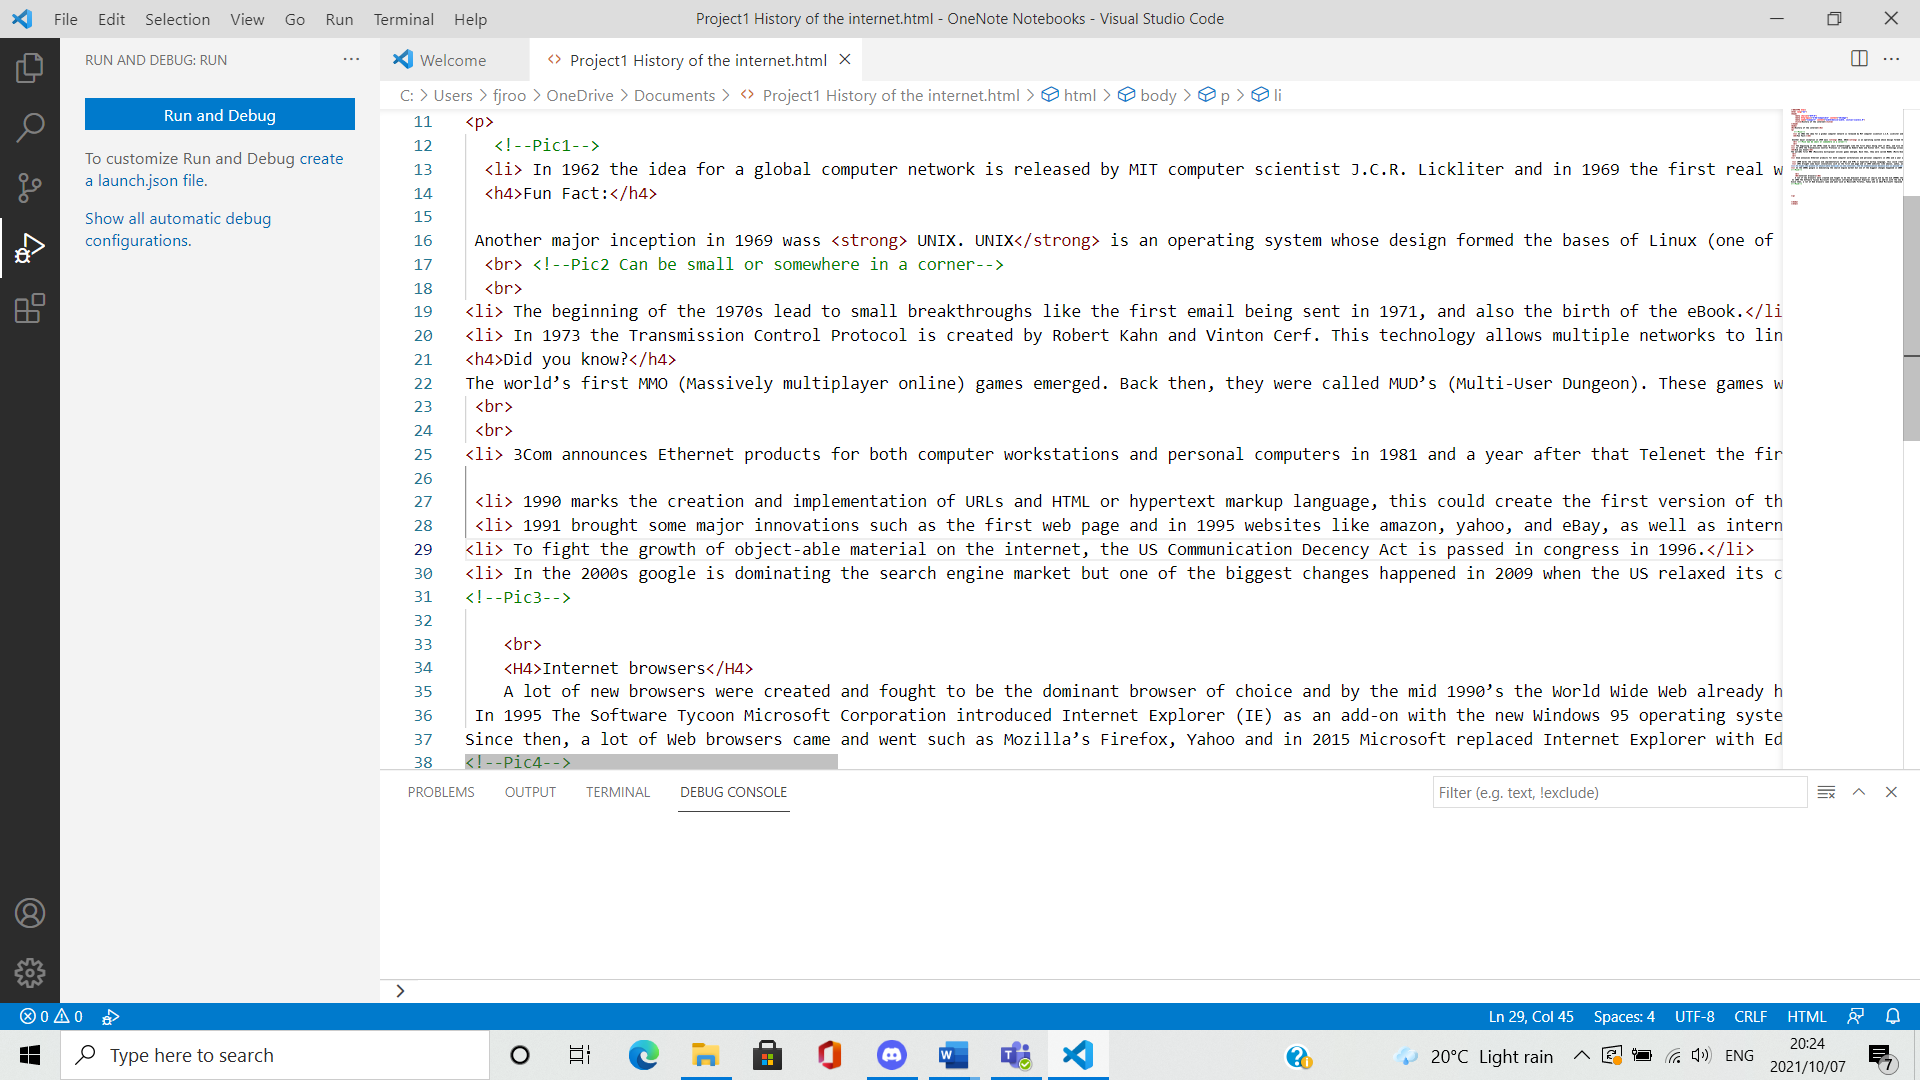 File Edit Selection View Go Run Terminal Help
Project1 History of the internet.html - OneNote Notebooks - Visual Studio Code
RUN AND DEBUG: RUN
Run and Debug
To customize Run and Debug create
a launch.json file.
Show all automatic debug
configurations.
Welcome
<> Project1 History of the internet.html
C: > Users > fjroo > OneDrive > Documents > <> Project1 History of the internet.html > html > body > p > li
11 <p>
12 <!--Pic1-->
13 <li> In 1962 the idea for a global computer network is released by MIT computer scientist J.C.R. Lickliter and in 1969 the first real w
14 <h4>Fun Fact:</h4>
15
16 Another major inception in 1969 wass <strong> UNIX. UNIX</strong> is an operating system whose design formed the bases of Linux (one of
17 <br> <!--Pic2 Can be small or somewhere in a corner-->
18 <br>
19 <li> The beginning of the 1970s lead to small breakthroughs like the first email being sent in 1971, and also the birth of the eBook.</li
20 <li> In 1973 the Transmission Control Protocol is created by Robert Kahn and Vinton Cerf. This technology allows multiple networks to lin
21 <h4>Did you know?</h4>
22 The world’s first MMO (Massively multiplayer online) games emerged. Back then, they were called MUD’s (Multi-User Dungeon). These games w
23 <br>
24 <br>
25 <li> 3Com announces Ethernet products for both computer workstations and personal computers in 1981 and a year after that Telenet the fir
26
27 <li> 1990 marks the creation and implementation of URLs and HTML or hypertext markup language, this could create the first version of th
28 <li> 1991 brought some major innovations such as the first web page and in 1995 websites like amazon, yahoo, and eBay, as well as intern
29 <li> To fight the growth of object-able material on the internet, the US Communication Decency Act is passed in congress in 1996.</li>
30 <li> In the 2000s google is dominating the search engine market but one of the biggest changes happened in 2009 when the US relaxed its c
31 <!--Pic3-->
32
33 <br>
34 <H4>Internet browsers</H4>
35 A lot of new browsers were created and fought to be the dominant browser of choice and by the mid 1990’s the World Wide Web already h
36 In 1995 The Software Tycoon Microsoft Corporation introduced Internet Explorer (IE) as an add-on with the new Windows 95 operating syste
37 Since then, a lot of Web browsers came and went such as Mozilla’s Firefox, Yahoo and in 2015 Microsoft replaced Internet Explorer with Ed
38 <!--Pic4-->
PROBLEMS OUTPUT TERMINAL DEBUG CONSOLE
Filter (e.g. text, !exclude)
>
0 0
Ln 29, Col 45 Spaces: 4 UTF-8 CRLF HTML
Type here to search
20°C Light rain
ENG
20:24
2021/10/07
7